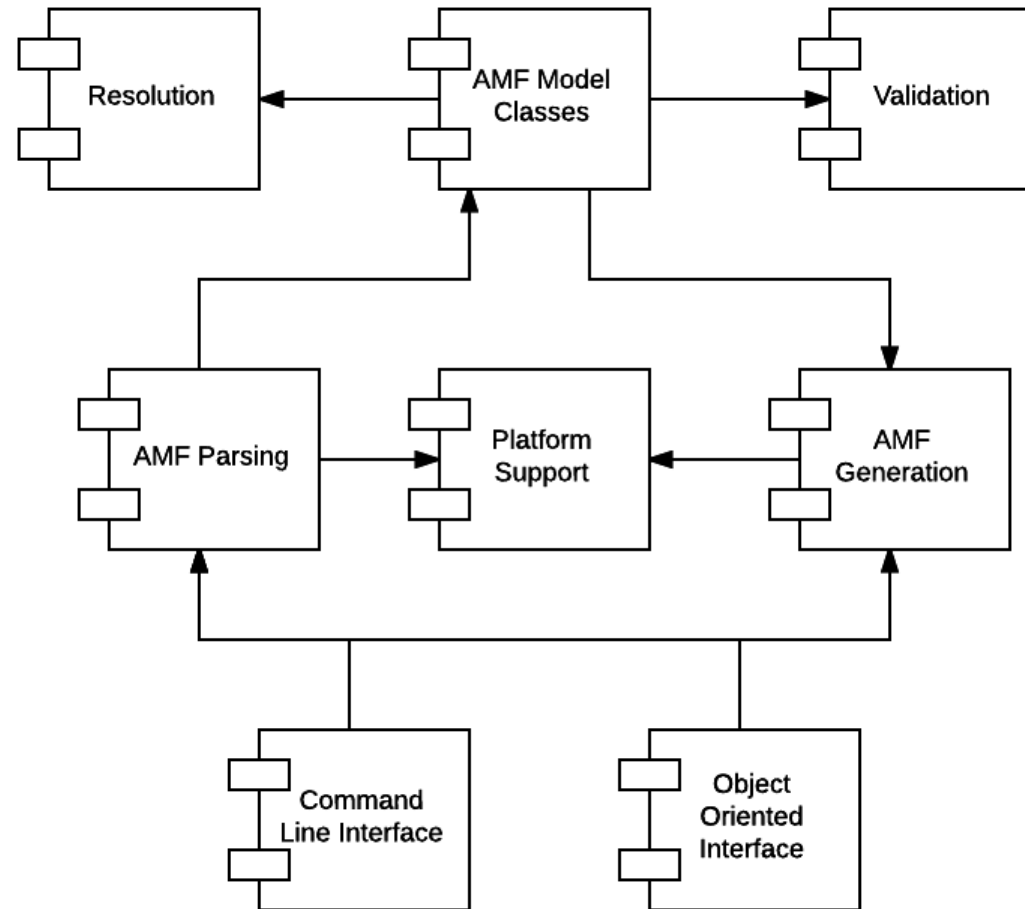 Resolution
AMF Model
Classes
Validation
AMF Parsing
Platform
Support
AMF
Generation
Command
Line Interface
Object
Oriented
Interface